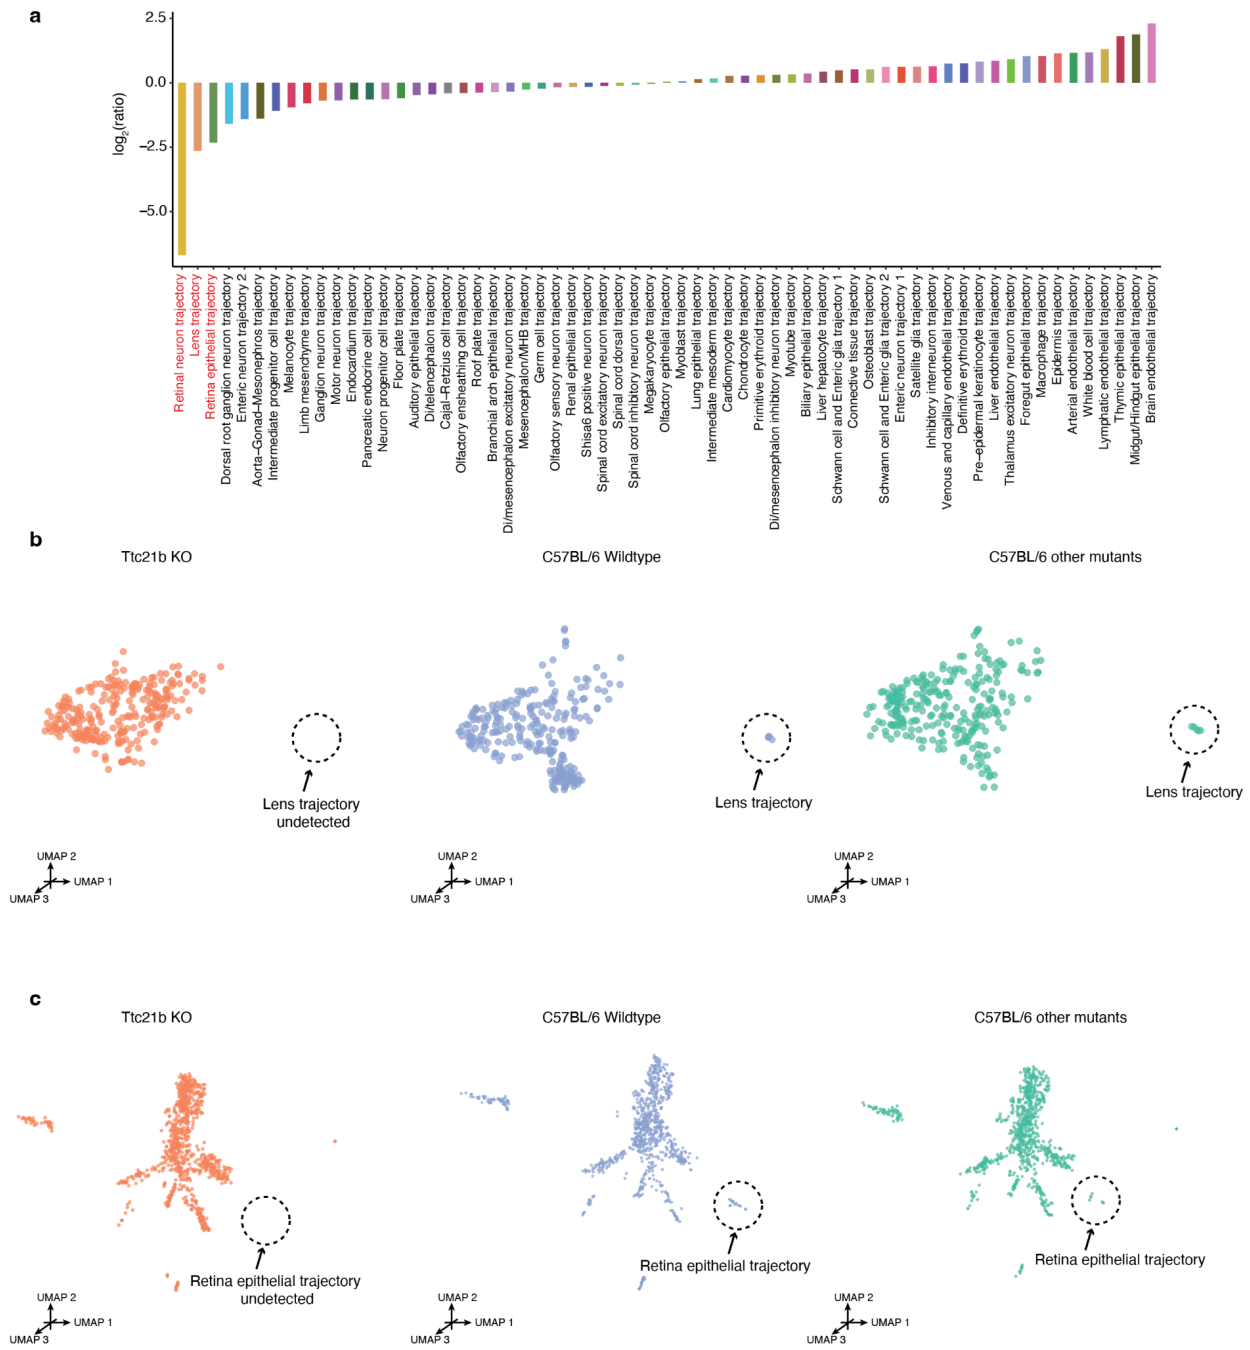 a
2.5
0.0
−2.5
−5.0
log2(ratio)
Retinal neuron trajectory
Lens trajectory
Retina epithelial trajectory
Dorsal root ganglion neuron trajectory
Enteric neuron trajectory 2
Aorta−Gonad−Mesonephros trajectory
Intermediate progenitor cell trajectory
Melanocyte trajectory
Limb mesenchyme trajectory
Ganglion neuron trajectory
Motor neuron trajectory
Endocardium trajectory
Pancreatic endocrine cell trajectory
Neuron progenitor cell trajectory
Floor plate trajectory
Auditory epithelial trajectory
Di/telencephalon trajectory
Cajal−Retzius cell trajectory
Olfactory ensheathing cell trajectory
Roof plate trajectory
Branchial arch epithelial trajectory
Di/mesencephalon excitatory neuron trajectory
Mesencephalon/MHB trajectory
Germ cell trajectory
Olfactory sensory neuron trajectory
Renal epithelial trajectory
Shisa6 positive neuron trajectory
Spinal cord excitatory neuron trajectory
Spinal cord dorsal trajectory
Spinal cord inhibitory neuron trajectory
Megakaryocyte trajectory
Olfactory epithelial trajectory
Myoblast trajectory
Lung epithelial trajectory
Intermediate mesoderm trajectory
Cardiomyocyte trajectory
Chondrocyte trajectory
Primitive erythroid trajectory
Di/mesencephalon inhibitory neuron trajectory
Myotube trajectory
Biliary epithelial trajectory
Liver hepatocyte trajectory
Schwann cell and Enteric glia trajectory 1
Connective tissue trajectory
Osteoblast trajectory
Schwann cell and Enteric glia trajectory 2
Enteric neuron trajectory 1
Satellite glia trajectory
Inhibitory interneuron trajectory
Venous and capillary endothelial trajectory
Definitive erythroid trajectory
Pre−epidermal keratinocyte trajectory
Liver endothelial trajectory
Thalamus excitatory neuron trajectory
Foregut epithelial trajectory
Macrophage trajectory
Epidermis trajectory
Arterial endothelial trajectory
White blood cell trajectory
Lymphatic endothelial trajectory
Thymic epithelial trajectory
Midgut/Hindgut epithelial trajectory
Brain endothelial trajectory
b
Ttc21b KO
C57BL/6 Wildtype
C57BL/6 other mutants
Lens trajectory
undetected
Lens trajectory
Lens trajectory
UMAP 2
UMAP 1
UMAP 3
UMAP 2
UMAP 1
UMAP 3
UMAP 2
UMAP 1
UMAP 3
c
Ttc21b KO
C57BL/6 Wildtype
C57BL/6 other mutants
Retina epithelial trajectory
undetected
Retina epithelial trajectory
Retina epithelial trajectory
UMAP 2
UMAP 1
UMAP 3
UMAP 2
UMAP 1
UMAP 3
UMAP 2
UMAP 1
UMAP 3